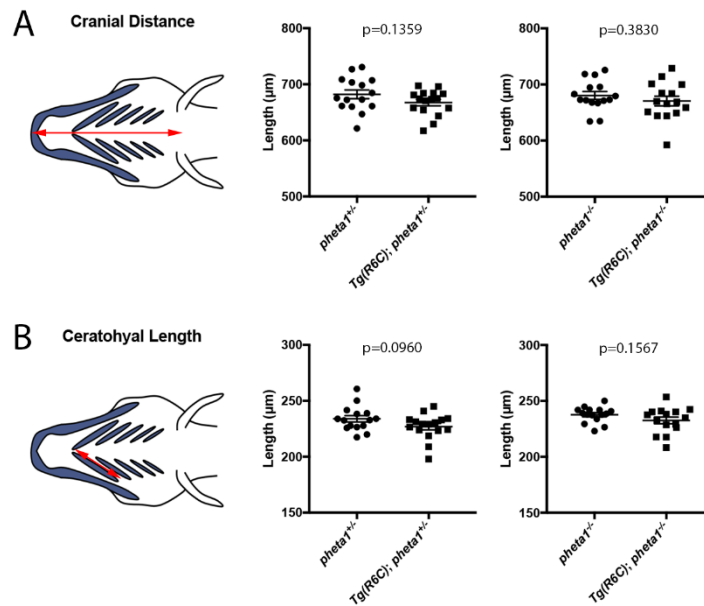 A
Cranial Distance
p=0.1359
Length (μm)
800
700
600
500
pheta1+/-
Tg(R6C); pheta1+/-
p=0.3830
Length (μm)
800
700
600
500
pheta1-/-
Tg(R6C); pheta1-/-
B
Ceratohyal Length
p=0.0960
Length (μm)
300
250
200
150
pheta1+/-
Tg(R6C); pheta1+/-
p=0.1567
Length (μm)
300
250
200
150
pheta1-/-
Tg(R6C); pheta1-/-